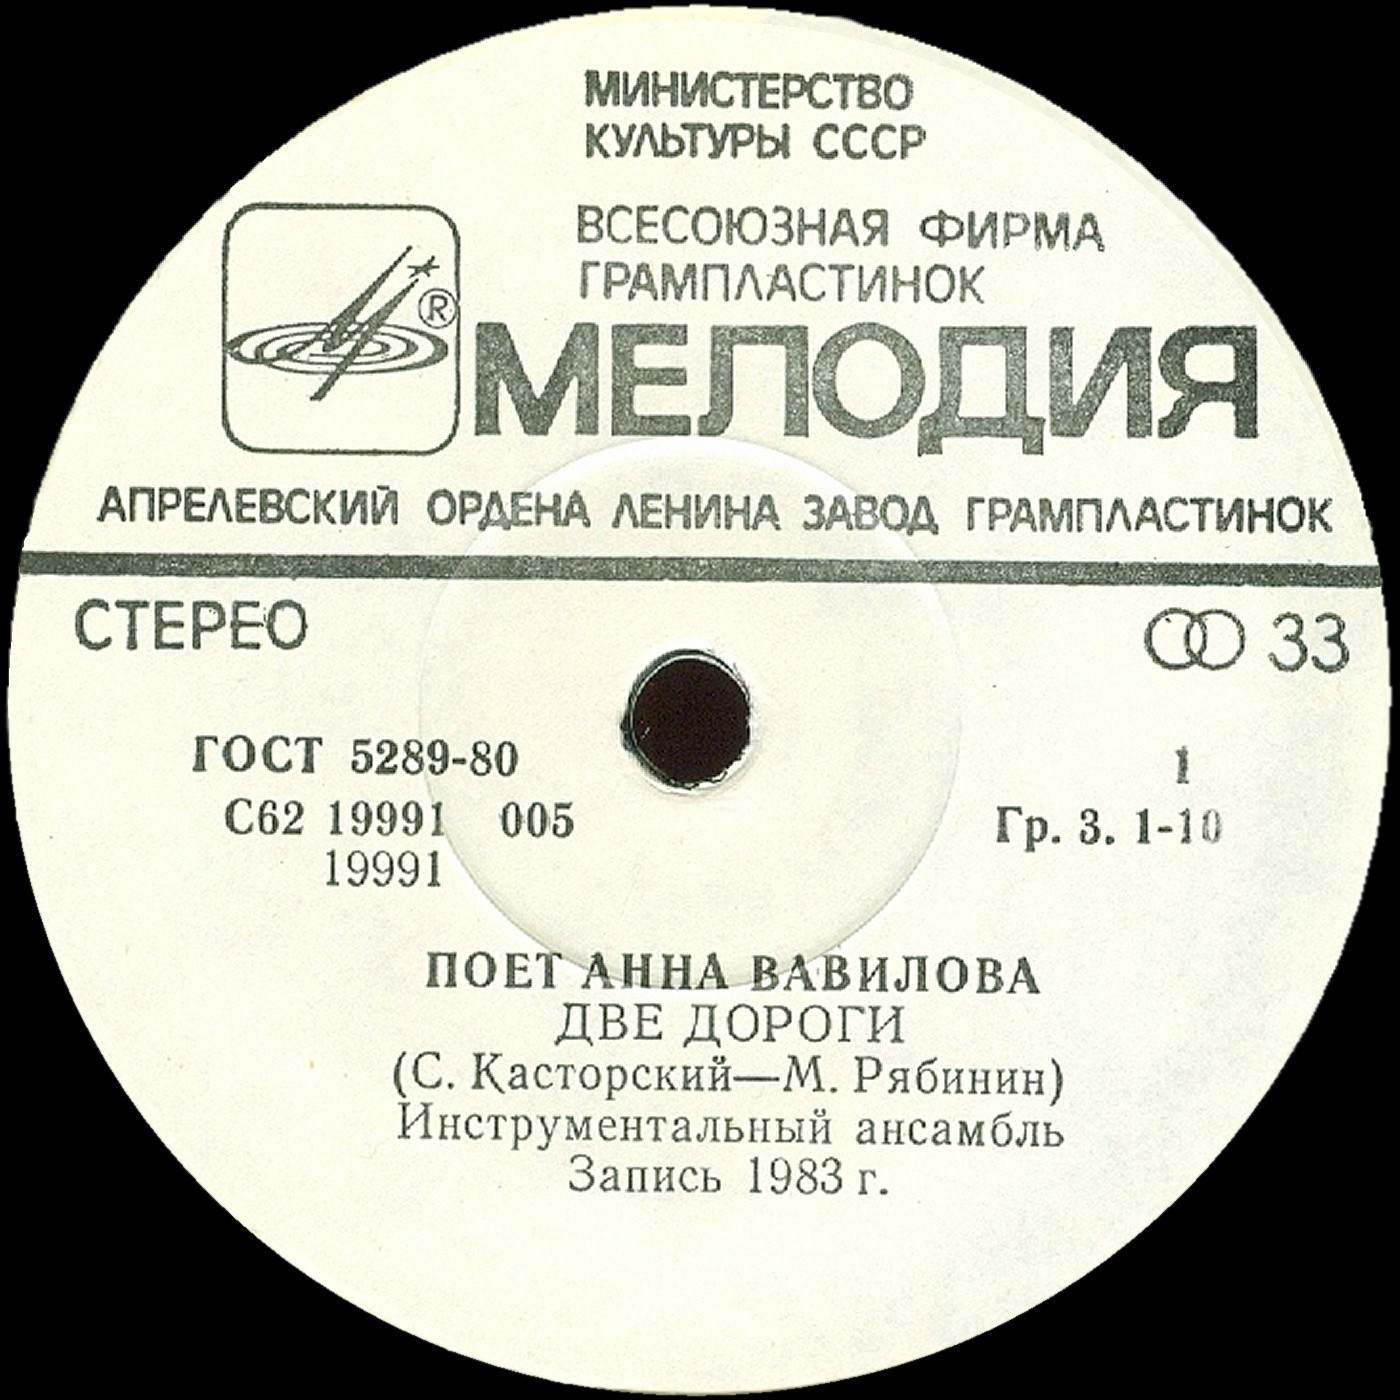 МИНИСТЕРСТВО
КУЛЬТУРЫ СССР
ВСЕСОЮЗНАЯ ФИРМА
ГРАМПЛАСТИНОК
®
МЕЛОДИЯ
АПРЕЛЕВСКИЙ ОРДЕНА ЛЕНИНА ЗАВОД ГРАМПЛАСТИНОК
СТЕРЕО 33
ГОСТ 5289-80 1
С62 19991 005 Гр. 3. 1-10
19991
ПОЕТ АННА ВАВИЛОВА
ДВЕ ДОРОГИ
(С. Касторский—М. Рябинин)
Инструментальный ансамбль
Запись 1983 г.